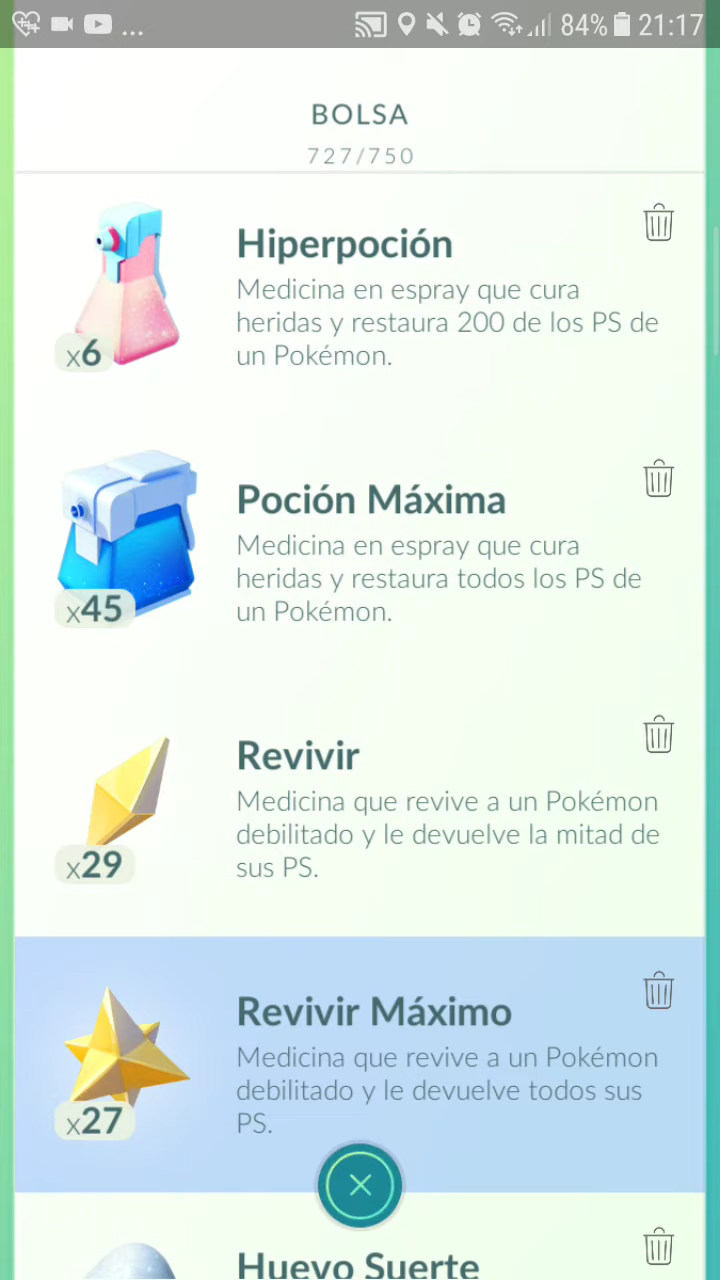 ... 84% 21:17
BOLSA
727/750
Hiperpoción
Medicina en espray que cura
heridas y restaura 200 de los PS de
un Pokémon.
x6
Poción Máxima
Medicina en espray que cura
heridas y restaura todos los PS de
un Pokémon.
x45
Revivir
Medicina que revive a un Pokémon
debilitado y le devuelve la mitad de
sus PS.
x29
Revivir Máximo
Medicina que revive a un Pokémon
debilitado y le devuelve todos sus
PS.
x27
Huevo Suerte